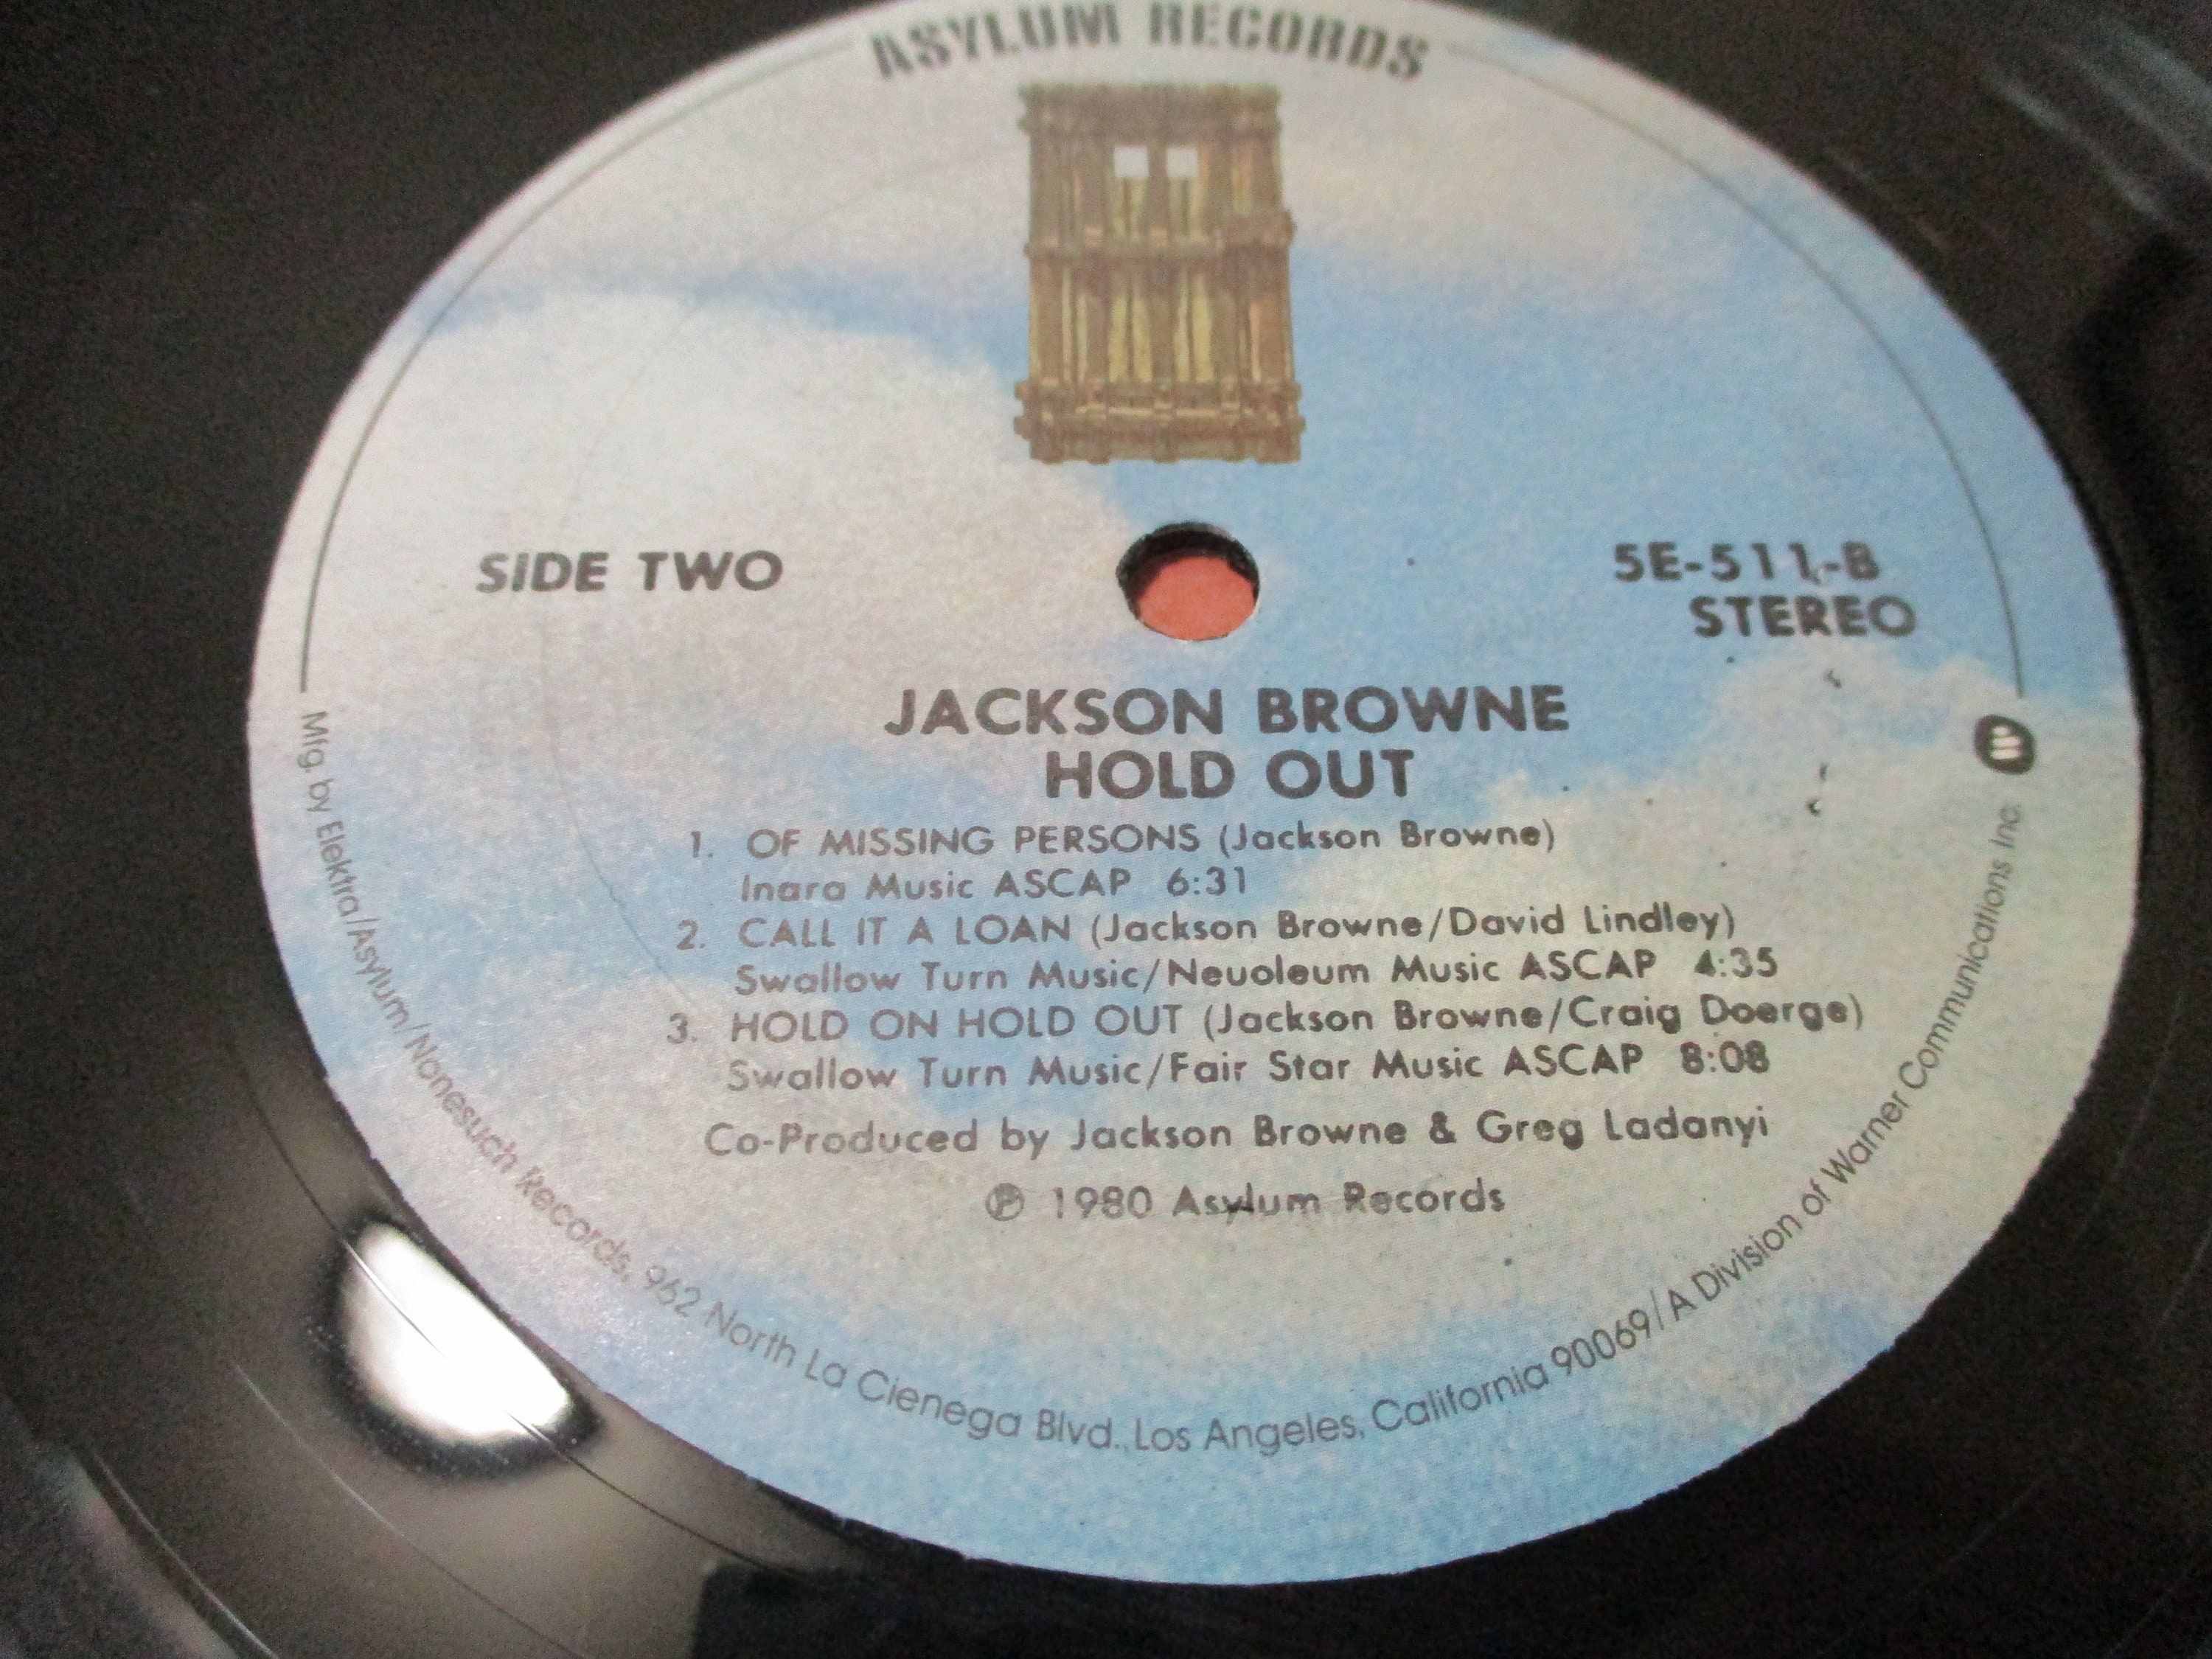 ASYLUM RECORDS
SIDE TWO
5E-511-B
STEREO
JACKSON BROWNE
HOLD OUT
1. OF MISSING PERSONS (Jackson Browne)
Inara Music ASCAP 6:31
2. CALL IT A LOAN (Jackson Browne/David Lindley)
Swallow Turn Music/Neuoleum Music ASCAP 4:35
3. HOLD ON HOLD OUT (Jackson Browne/Craig Doerge)
Swallow Turn Music/Fair Star Music ASCAP 8:08
Co-Produced by Jackson Browne & Greg Ladanyi
℗ 1980 Asylum Records
Mfg. by Elektra/Asylum/Nonesuch Records, 962 North La Cienega Blvd., Los Angeles, California 90069/A Division of Warner Communications Inc.